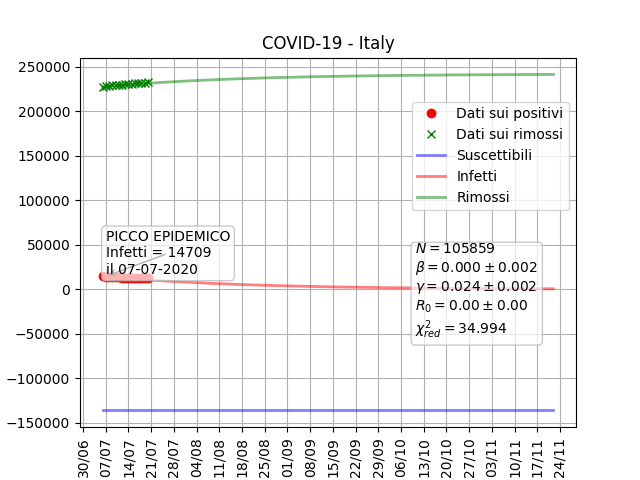 COVID-19 - Italy
250000
200000
150000
100000
50000
0
−50000
−100000
−150000
Dati sui positivi
Dati sui rimossi
Suscettibili
Infetti
Rimossi
PICCO EPIDEMICO
Infetti = 14709
il 07-07-2020
N = 105859
β = 0.000 ± 0.002
γ = 0.024 ± 0.002
R₀ = 0.00 ± 0.00
χ²red = 34.994
30/06
07/07
14/07
21/07
28/07
04/08
11/08
18/08
25/08
01/09
08/09
15/09
22/09
29/09
06/10
13/10
20/10
27/10
03/11
10/11
17/11
24/11